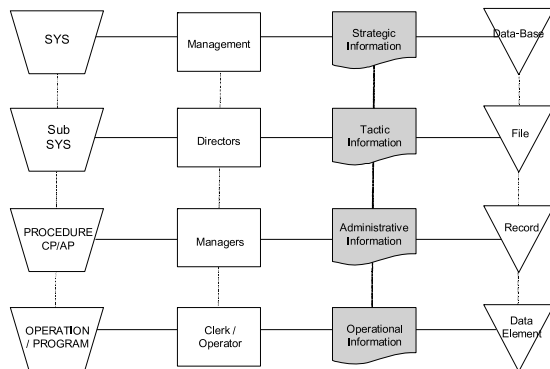 SYS
Management
Strategic
Information
Data-Base
Sub
SYS
Directors
Tactic
Information
File
PROCEDURE
CP/AP
Managers
Administrative
Information
Record
OPERATION
/ PROGRAM
Clerk /
Operator
Operational
Information
Data
Element